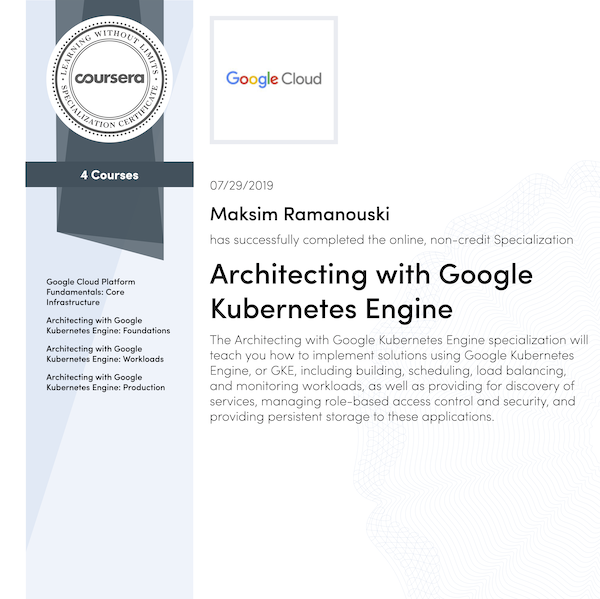 LEARNING WITHOUT LIMITS
coursera
SPECIALIZATION CERTIFICATE
4 Courses
Google Cloud Platform
Fundamentals: Core
Infrastructure
Architecting with Google
Kubernetes Engine: Foundations
Architecting with Google
Kubernetes Engine: Workloads
Architecting with Google
Kubernetes Engine: Production
Google Cloud
07/29/2019
Maksim Ramanouski
has successfully completed the online, non-credit Specialization
Architecting with Google
Kubernetes Engine
The Architecting with Google Kubernetes Engine specialization will
teach you how to implement solutions using Google Kubernetes
Engine, or GKE, including building, scheduling, load balancing,
and monitoring workloads, as well as providing for discovery of
services, managing role-based access control and security, and
providing persistent storage to these applications.